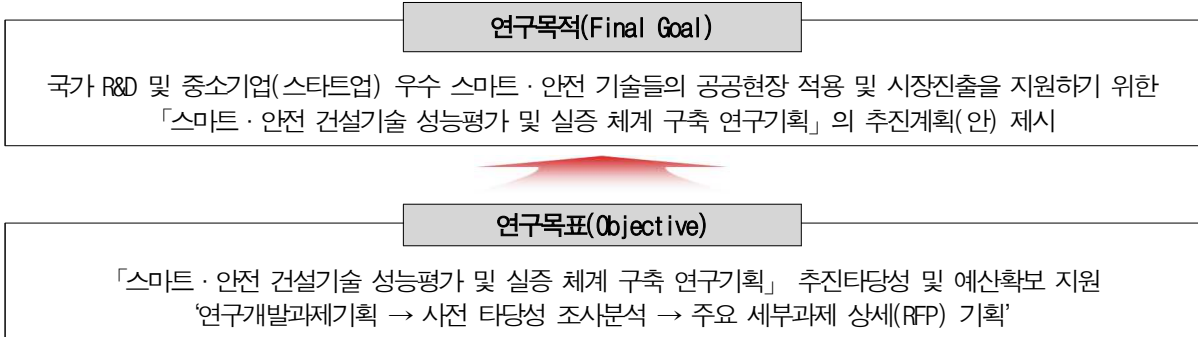 연구목적(Final Goal)
국가 R&D 및 중소기업(스타트업) 우수 스마트·안전 기술들의 공공현장 적용 및 시장진출을 지원하기 위한
「스마트·안전 건설기술 성능평가 및 실증 체계 구축 연구기획」의 추진계획(안) 제시
연구목표(Objective)
「스마트·안전 건설기술 성능평가 및 실증 체계 구축 연구기획」 추진타당성 및 예산확보 지원
‘연구개발과제기획 → 사전 타당성 조사분석 → 주요 세부과제 상세(RFP) 기획’